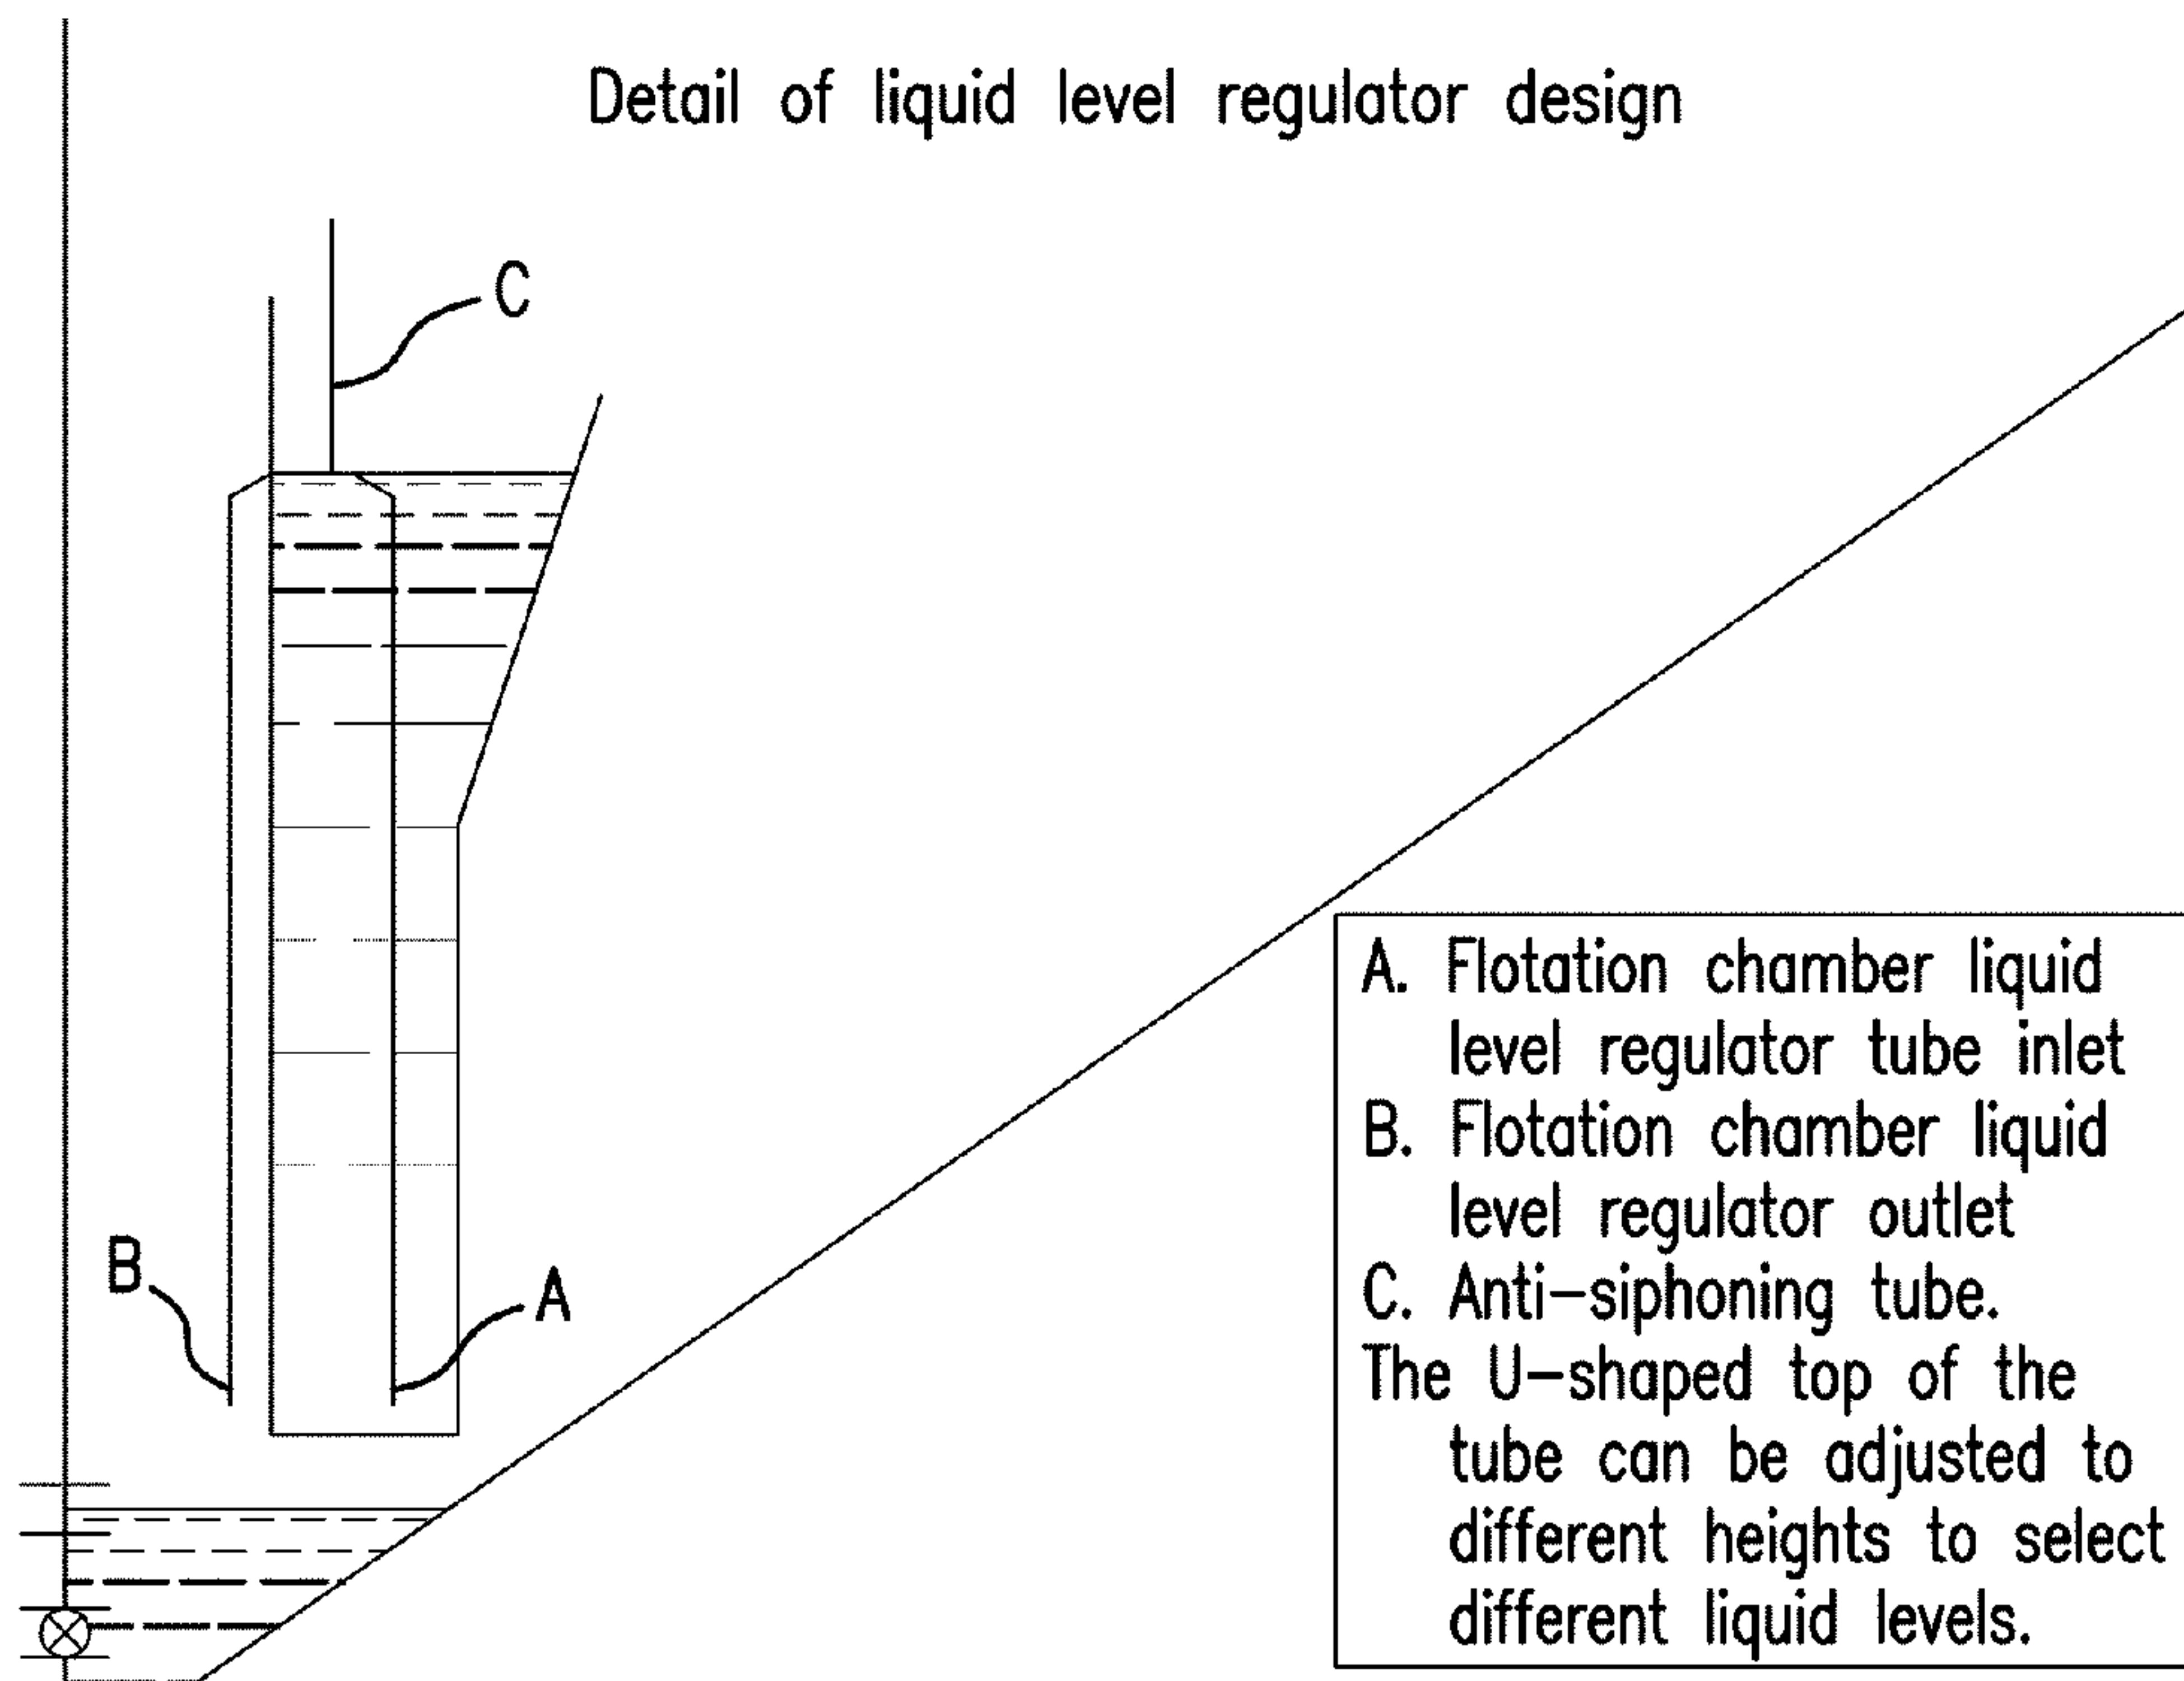 Detail of liquid level regulator design
C
B
A
A. Flotation chamber liquid
level regulator tube inlet
B. Flotation chamber liquid
level regulator outlet
C. Anti-siphoning tube.
The U-shaped top of the
tube can be adjusted to
different heights to select
different liquid levels.